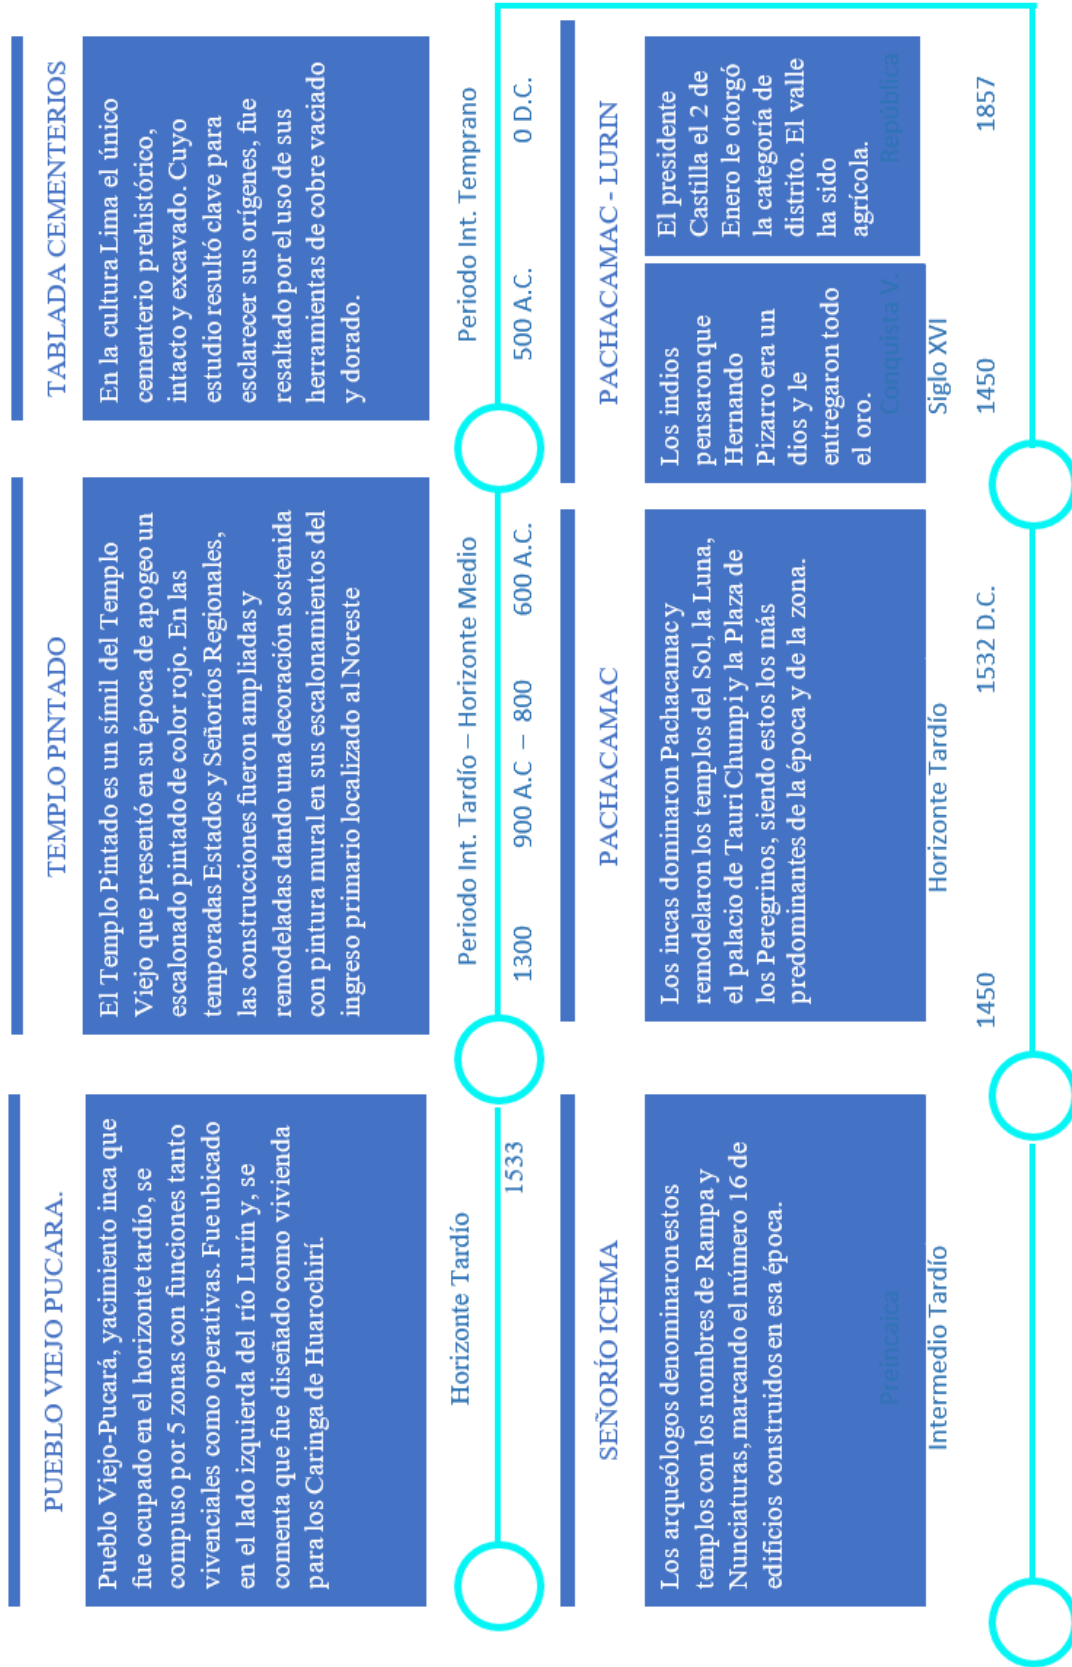 PUEBLO VIEJO PUCARA.
Pueblo Viejo-Pucará, yacimiento inca que
fue ocupado en el horizonte tardío, se
compuso por 5 zonas con funciones tanto
vivenciales como operativas. Fue ubicado
en el lado izquierda del río Lurín y, se
comenta que fue diseñado como vivienda
para los Caringa de Huarochirí.
Horizonte Tardío
1533
TEMPLO PINTADO
El Templo Pintado es un símil del Templo
Viejo que presentó en su época de apogeo un
escalonado pintado de color rojo. En las
temporadas Estados y Señoríos Regionales,
las construcciones fueron ampliadas y
remodeladas dando una decoración sostenida
con pintura mural en sus escalonamientos del
ingreso primario localizado al Noreste
Periodo Int. Tardío – Horizonte Medio
1300 900 A.C – 800 600 A.C.
TABLADA CEMENTERIOS
En la cultura Lima el único
cementerio prehistórico,
intacto y excavado. Cuyo
estudio resultó clave para
esclarecer sus orígenes, fue
resaltado por el uso de sus
herramientas de cobre vaciado
y dorado.
Periodo Int. Temprano
500 A.C. 0 D.C.
SEÑORÍO ICHMA
Los arqueólogos denominaron estos
templos con los nombres de Rampa y
Nunciaturas, marcando el número 16 de
edificios construidos en esa época.
Preincaica
Intermedio Tardío
PACHACAMAC
Los incas dominaron Pachacamac y
remodelaron los templos del Sol, la Luna,
el palacio de Tauri Chumpi y la Plaza de
los Peregrinos, siendo estos los más
predominantes de la época y de la zona.
Horizonte Tardío
1450 1532 D.C.
PACHACAMAC - LURIN
Los indios
pensaron que
Hernando
Pizarro era un
dios y le
entregaron todo
el oro.
Conquista V.
Siglo XVI
1450
El presidente
Castilla el 2 de
Enero le otorgó
la categoría de
distrito. El valle
ha sido
agrícola.
República
1857